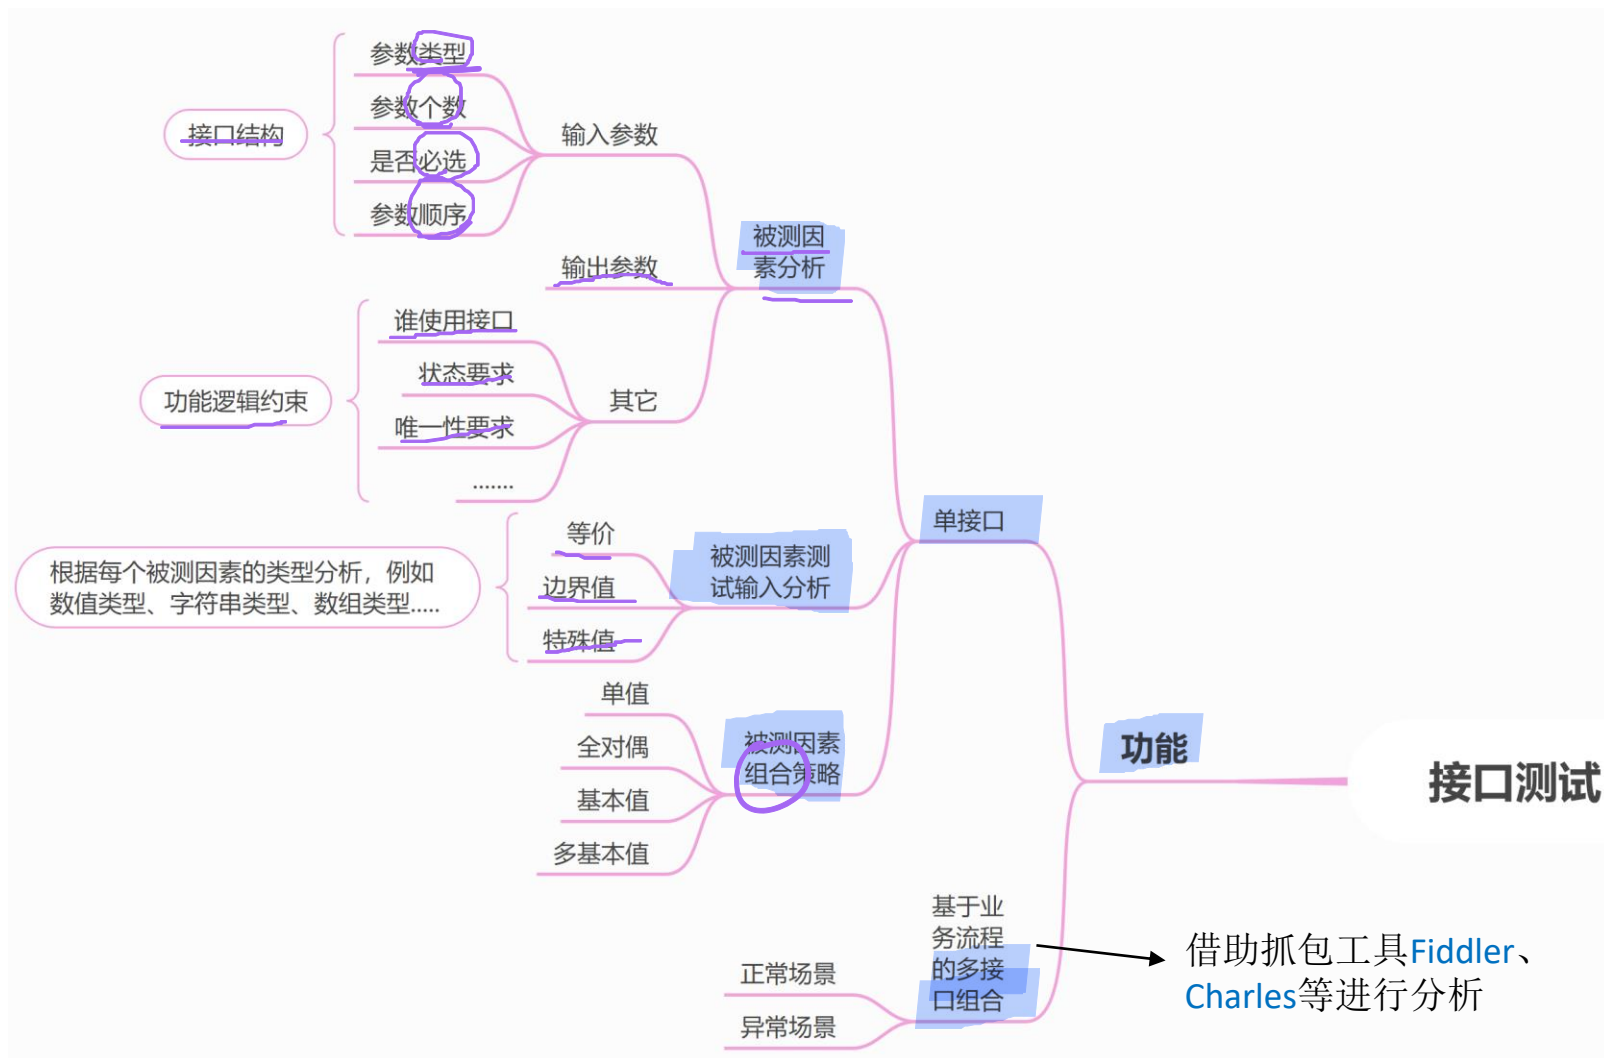 参数类型
参数个数
接口结构
是否必选
参数顺序
输入参数
输出参数
被测因
素分析
谁使用接口
状态要求
功能逻辑约束
唯一性要求
.......
其它
单接口
等价
边界值
特殊值
根据每个被测因素的类型分析，例如
数值类型、字符串类型、数组类型.....
被测因素测
试输入分析
单值
全对偶
基本值
多基本值
被测因素
组合策略
功能
接口测试
基于业
务流程
的多接
口组合
正常场景
异常场景
借助抓包工具Fiddler、
Charles等进行分析